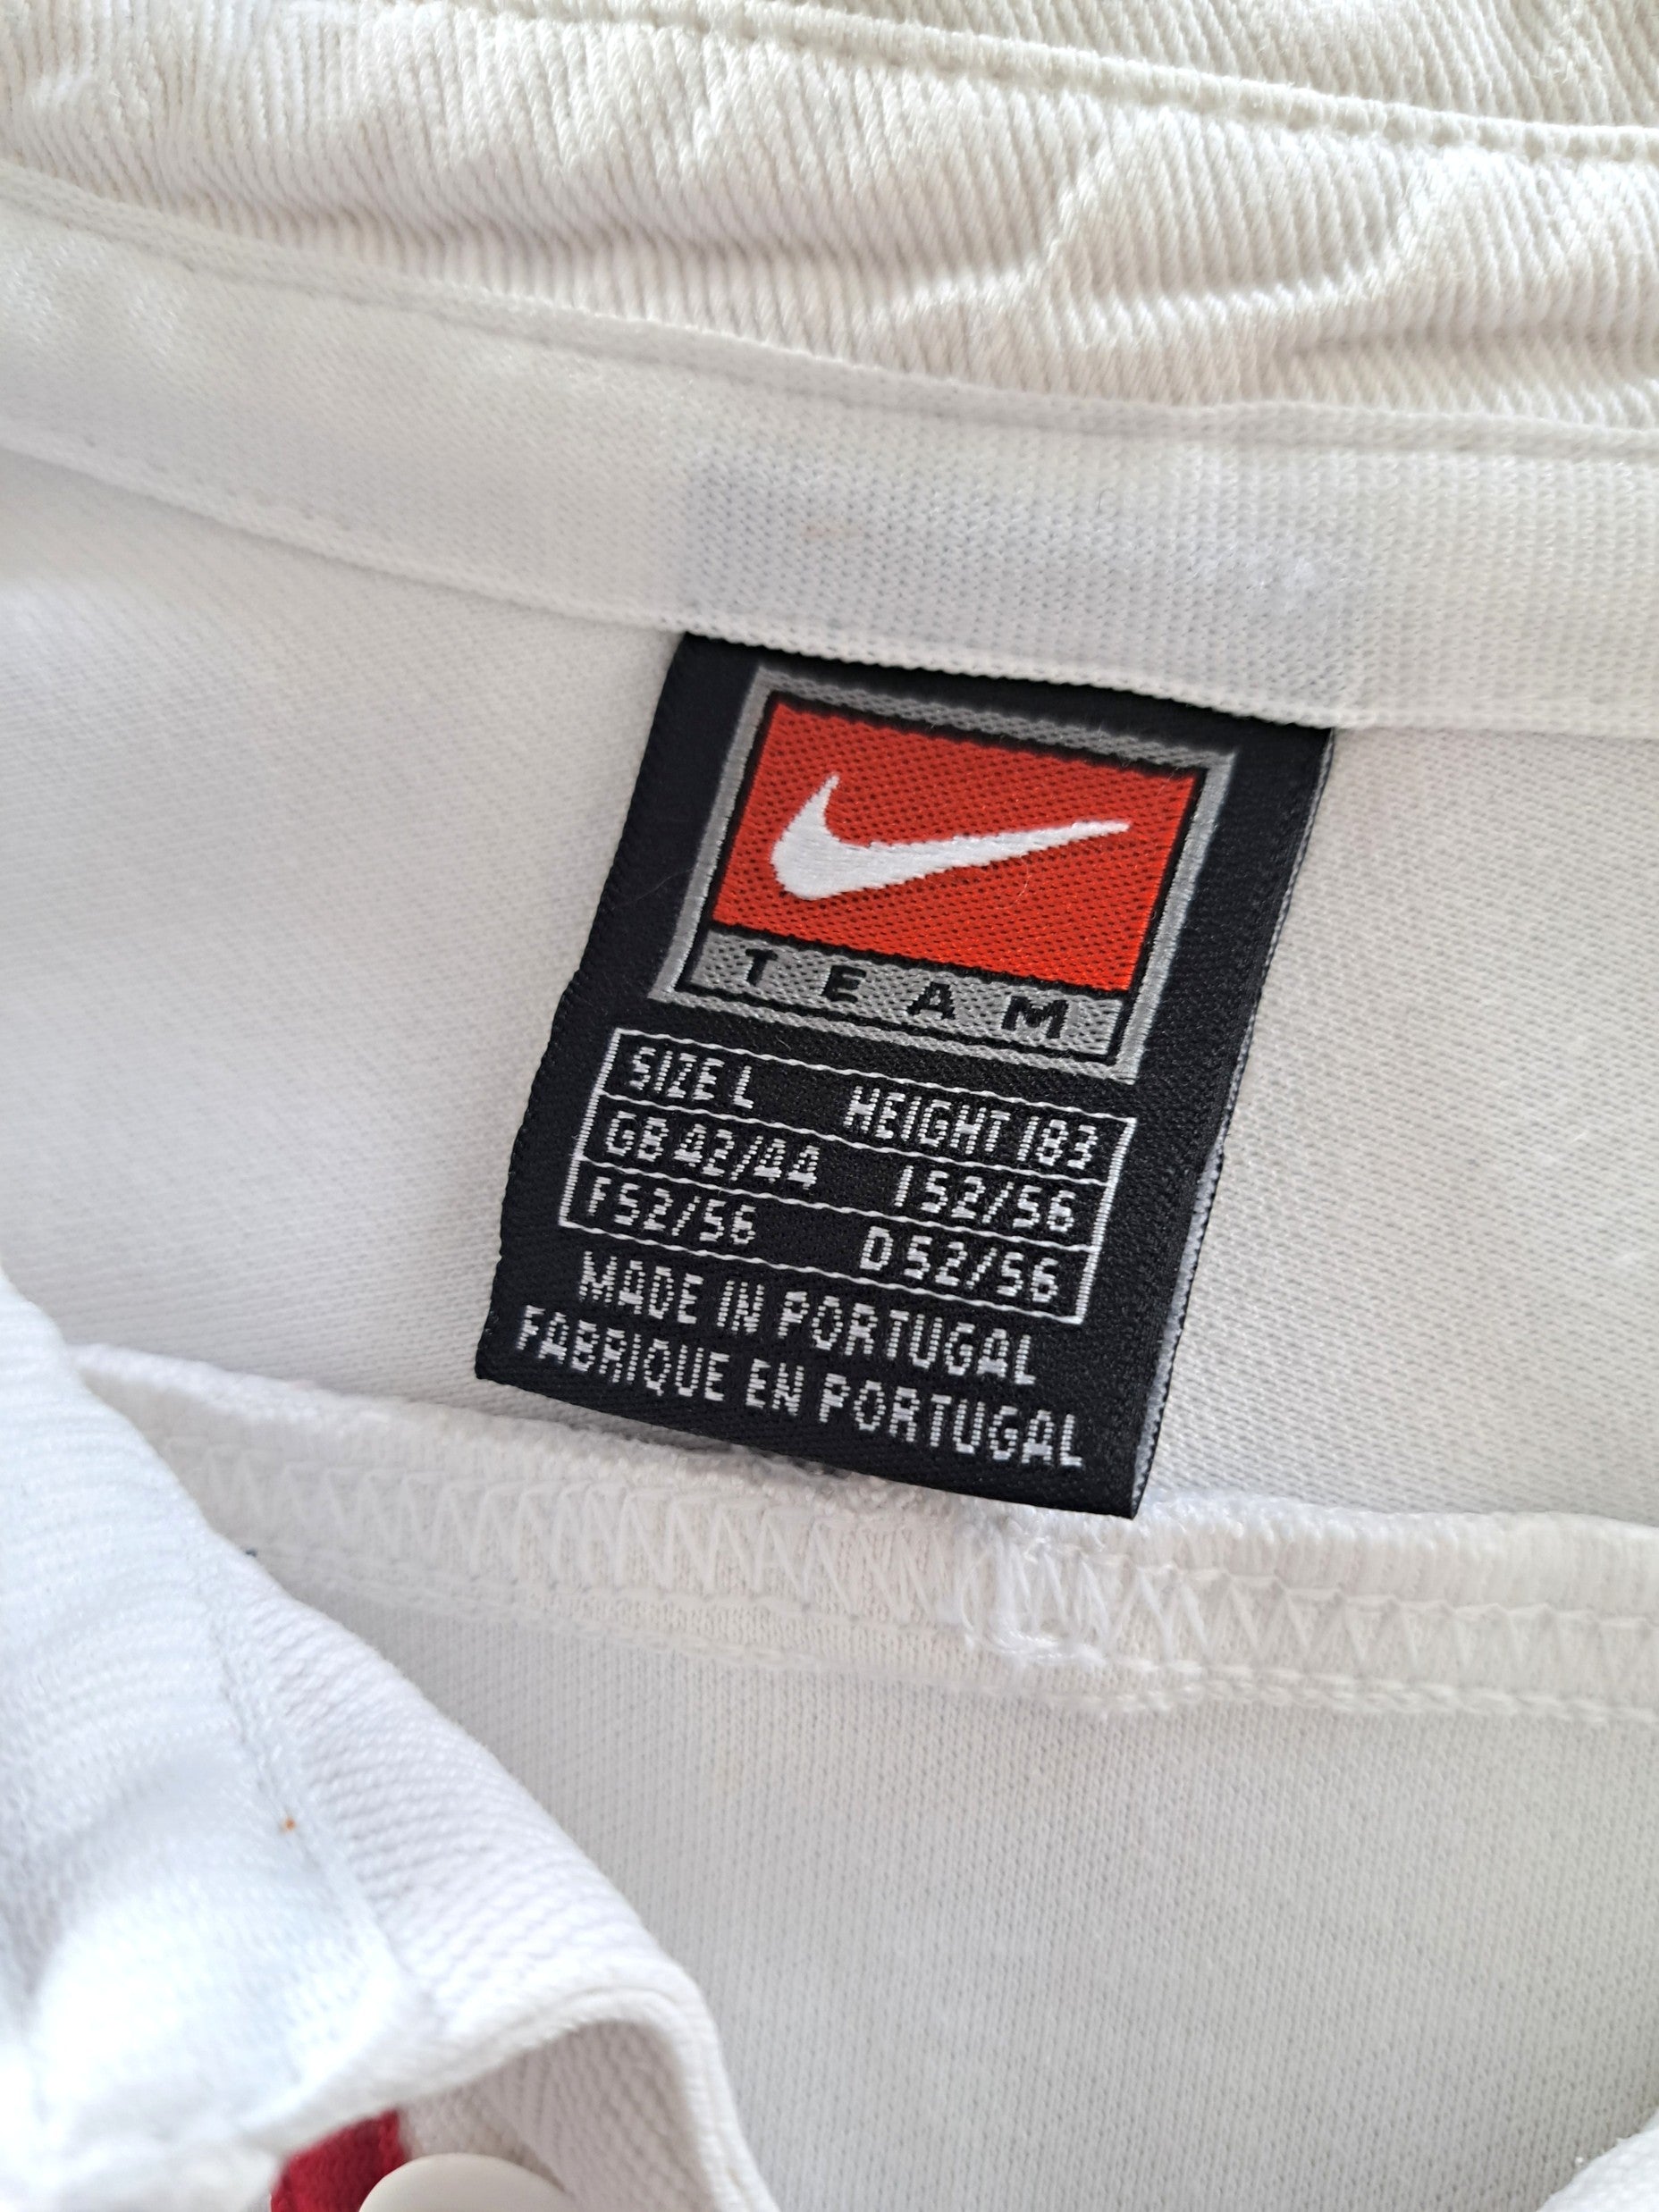 TEAM
SIZE L HEIGHT 183
GB 42/44 I 52/56
F 52/56 D 52/56
MADE IN PORTUGAL
FABRIQUE EN PORTUGAL